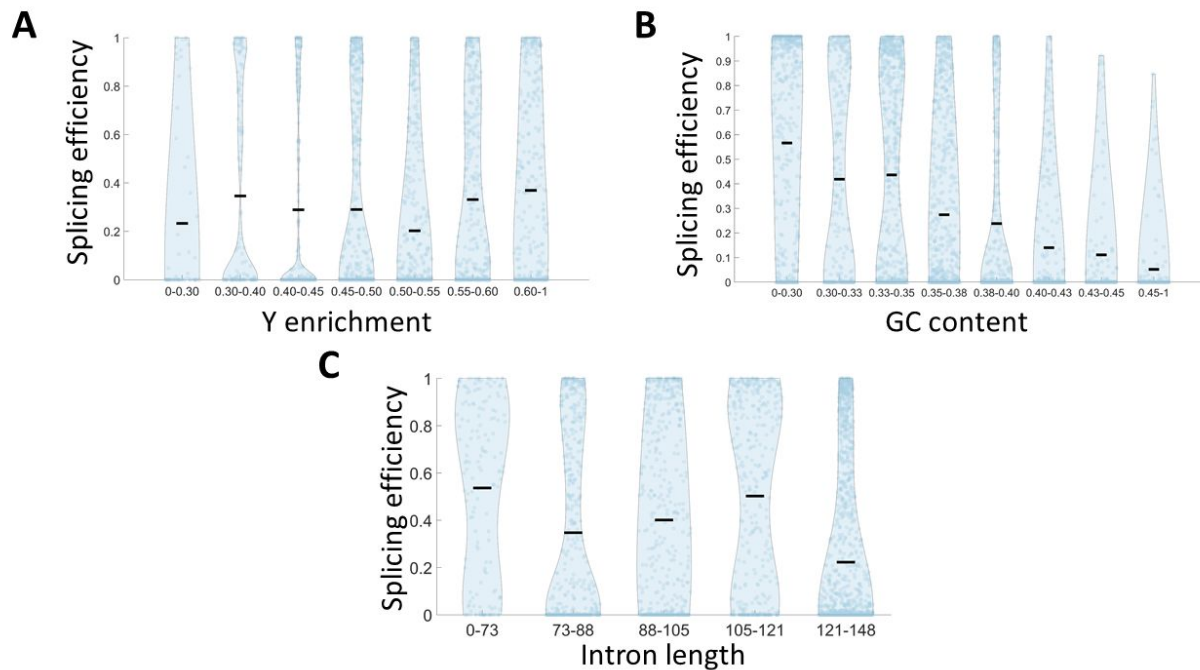 A
Splicing efficiency
1
0.8
0.6
0.4
0.2
0
0-0.30 0.30-0.40 0.40-0.45 0.45-0.50 0.50-0.55 0.55-0.60 0.60-1
Y enrichment
B
Splicing efficiency
1
0.9
0.8
0.7
0.6
0.5
0.4
0.3
0.2
0.1
0
0-0.30 0.30-0.33 0.33-0.35 0.35-0.38 0.38-0.40 0.40-0.43 0.43-0.45 0.45-1
GC content
C
Splicing efficiency
1
0.8
0.6
0.4
0.2
0
0-73 73-88 88-105 105-121 121-148
Intron length